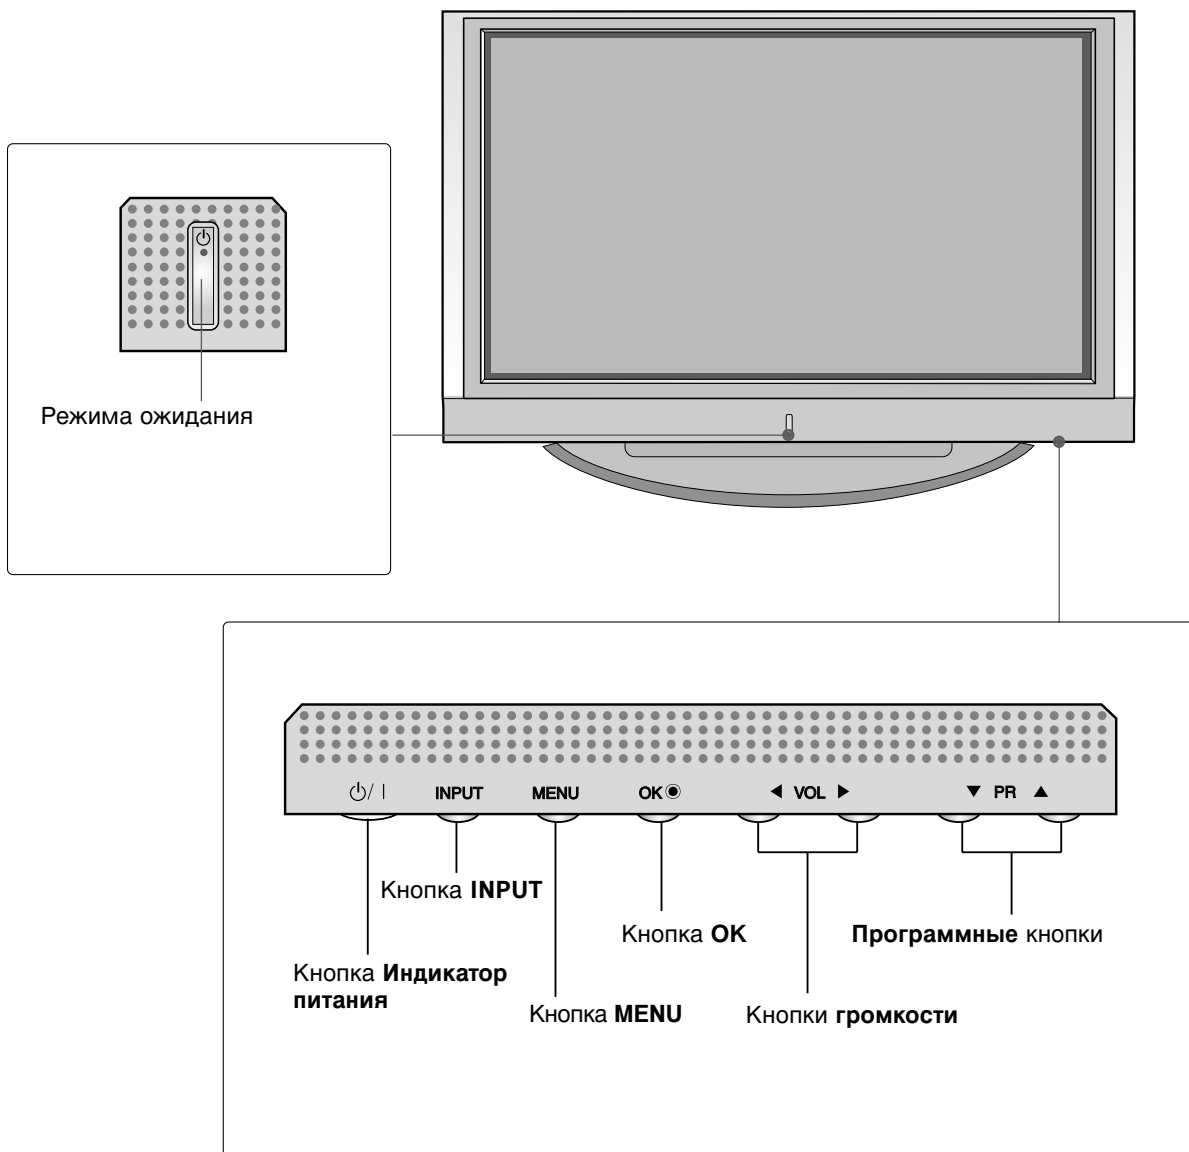 Режима ожидания
⏻/ I INPUT MENU OK◉ ◀ VOL ▶ ▼ PR ▲
Кнопка INPUT
Кнопка OK
Программные кнопки
Кнопка Индикатор
питания
Кнопка MENU
Кнопки громкости